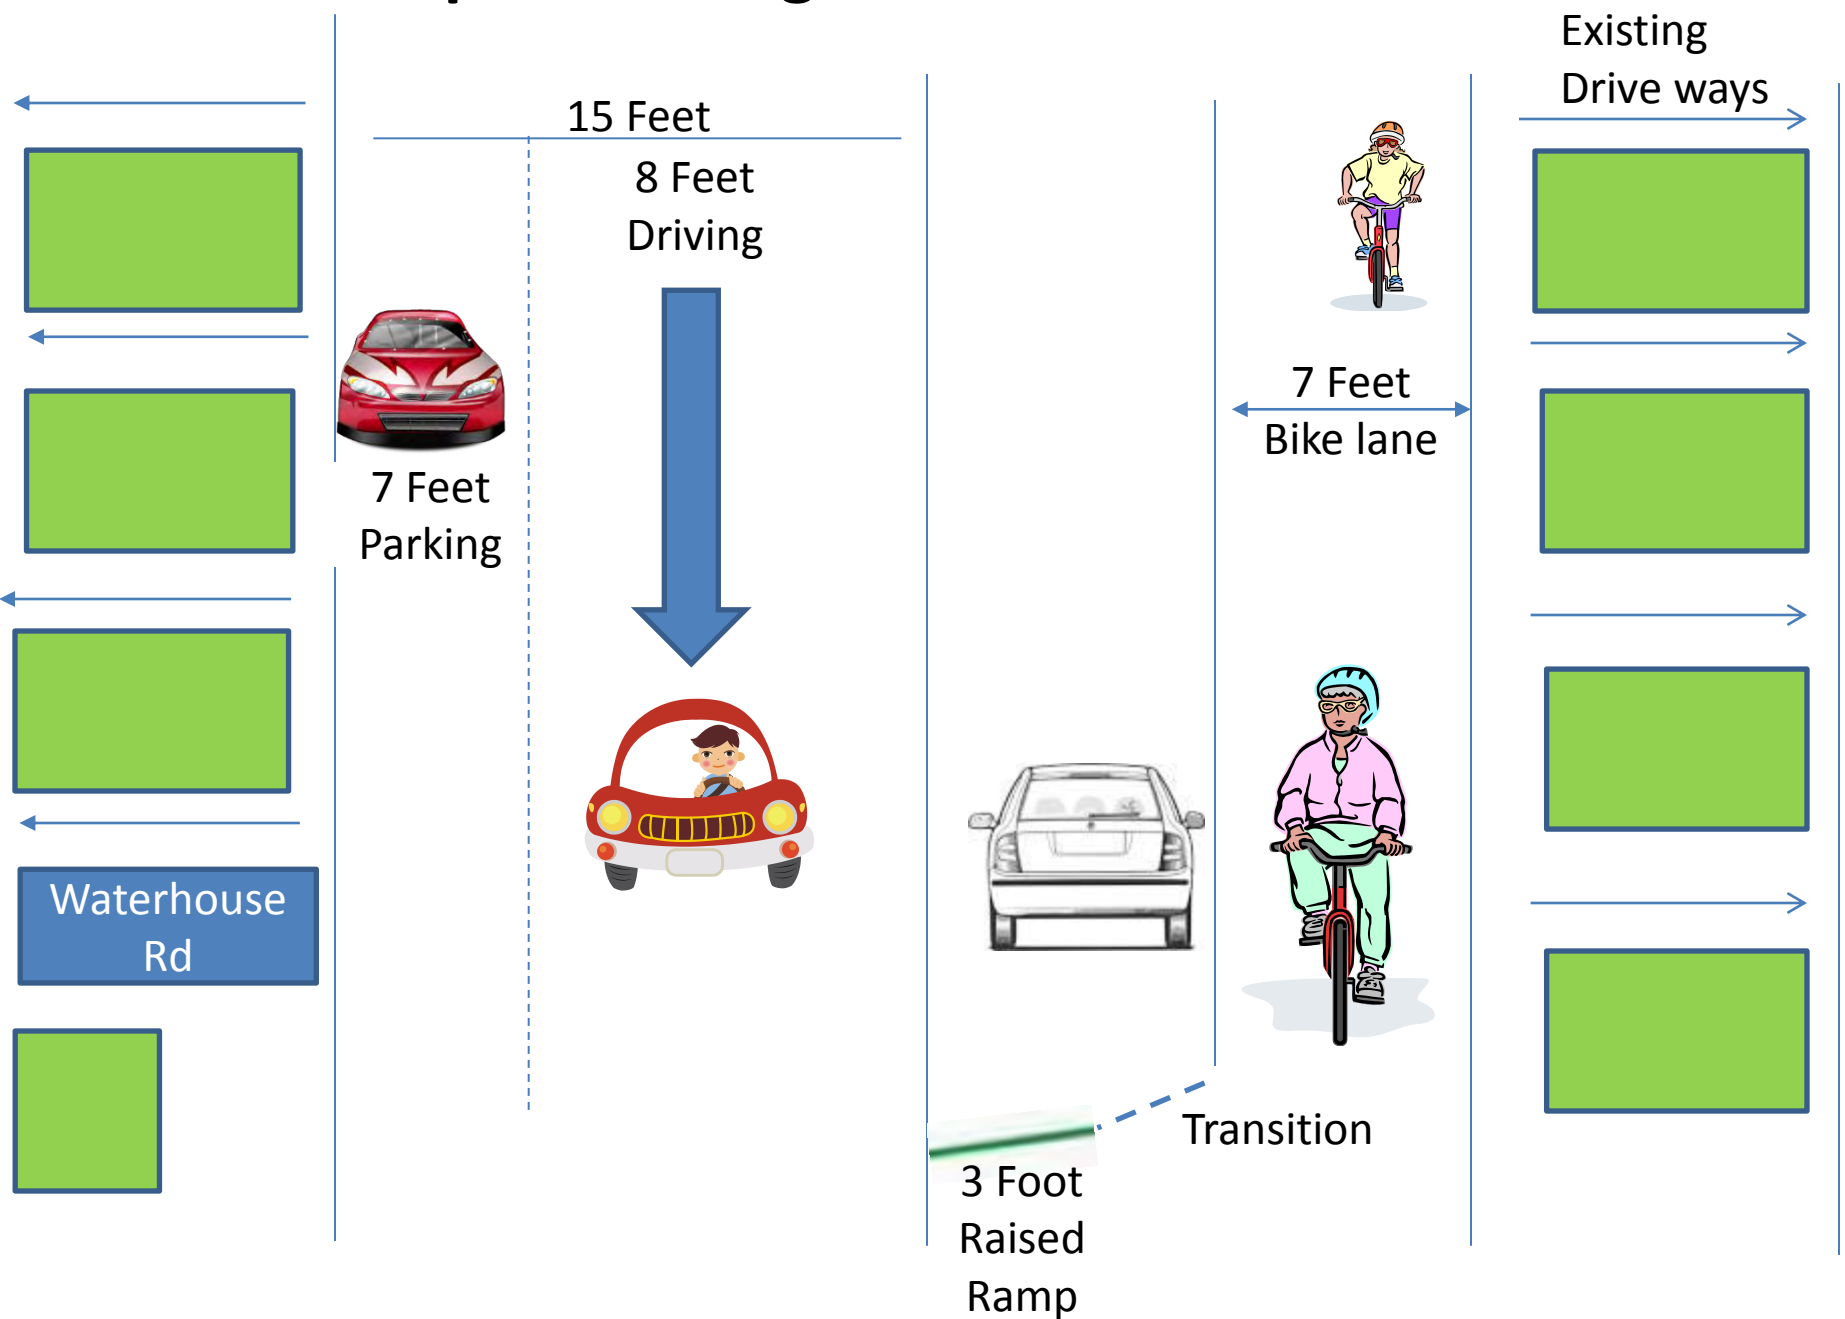 Existing
Drive ways
15 Feet
8 Feet
Driving
7 Feet
Bike lane
7 Feet
Parking
Waterhouse
Rd
Transition
3 Foot
Raised
Ramp